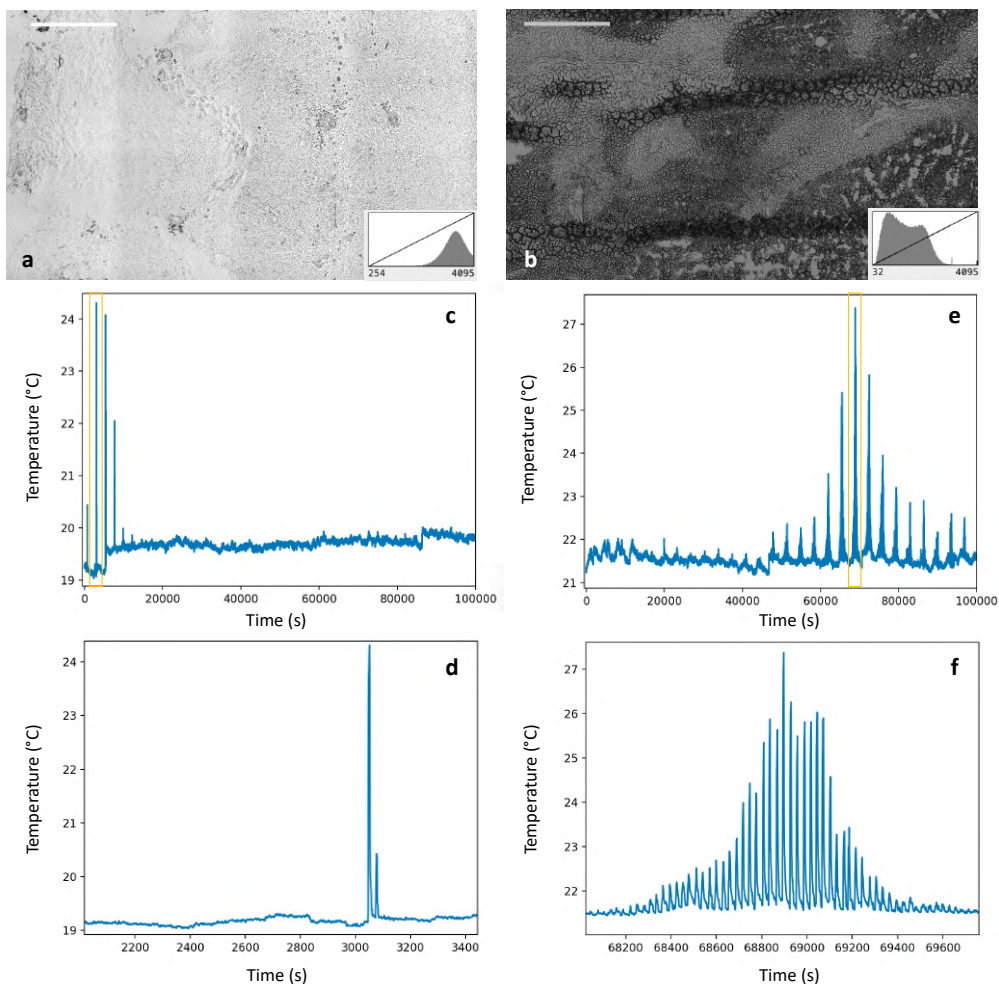 a
254 4095
b
32 4095
c
Temperature (°C)
24
23
22
21
20
19
0 20000 40000 60000 80000 100000
Time (s)
e
Temperature (°C)
27
26
25
24
23
22
21
0 20000 40000 60000 80000 100000
Time (s)
d
Temperature (°C)
24
23
22
21
20
19
2200 2400 2600 2800 3000 3200 3400
Time (s)
f
Temperature (°C)
27
26
25
24
23
22
68200 68400 68600 68800 69000 69200 69400 69600
Time (s)